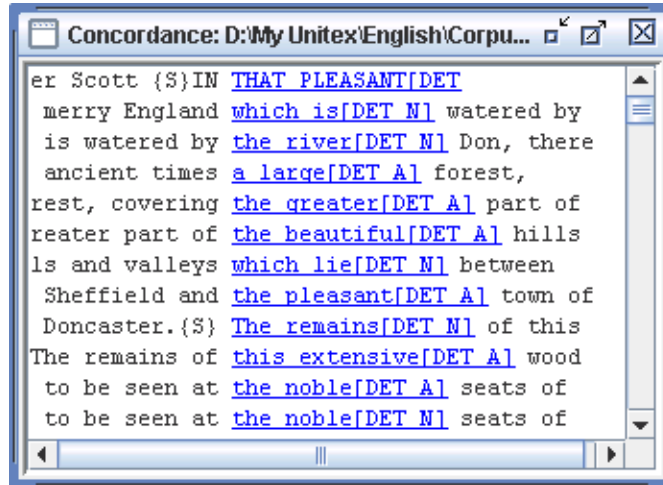 Concordance: D:\My Unitex\English\Corpu...
er Scott {S}IN THAT PLEASANT[DET
merry England which is[DET N] watered by
is watered by the river[DET N] Don, there
ancient times a large[DET A] forest,
rest, covering the greater[DET A] part of
reater part of the beautiful[DET A] hills
ls and valleys which lie[DET N] between
Sheffield and the pleasant[DET A] town of
Doncaster.{S} The remains[DET N] of this
The remains of this extensive[DET A] wood
to be seen at the noble[DET A] seats of
to be seen at the noble[DET N] seats of